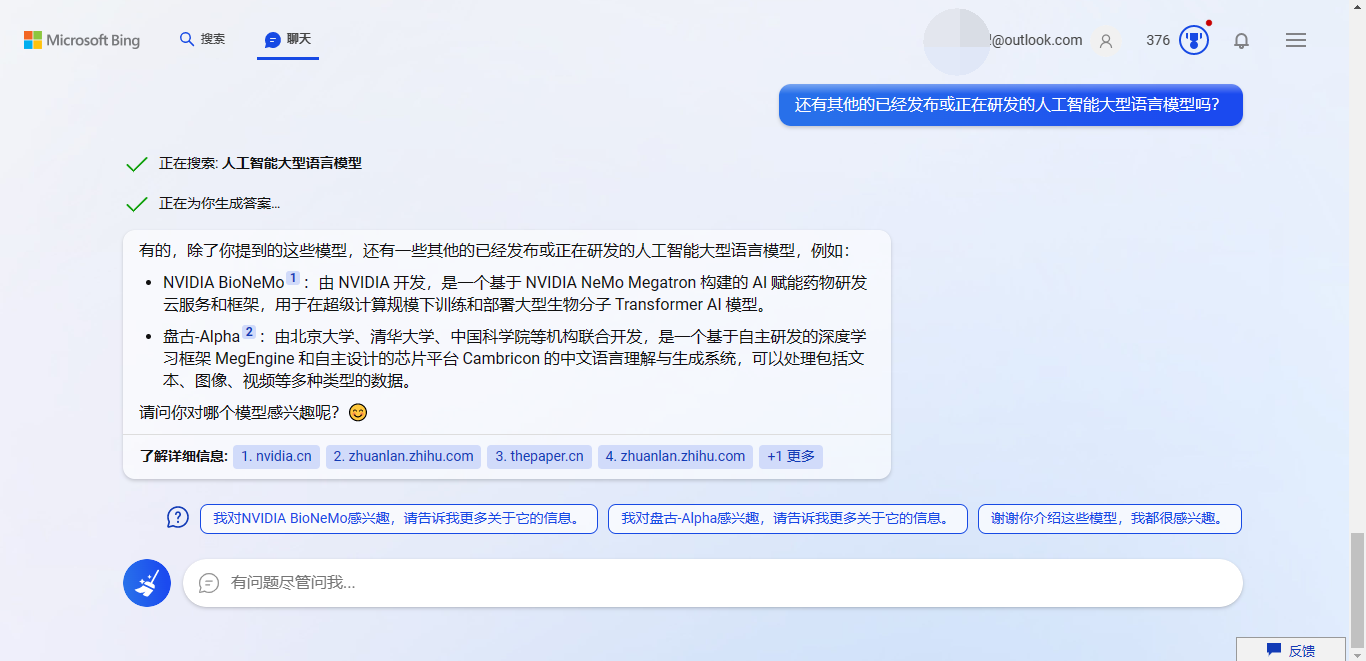 Microsoft Bing
搜索
聊天
@outlook.com
376
还有其他的已经发布或正在研发的人工智能大型语言模型吗？
正在搜索: 人工智能大型语言模型
正在为你生成答案...
有的，除了你提到的这些模型，还有一些其他的已经发布或正在研发的人工智能大型语言模型，例如：
• NVIDIA BioNeMo 1 ：由 NVIDIA 开发，是一个基于 NVIDIA NeMo Megatron 构建的 AI 赋能药物研发
云服务和框架，用于在超级计算规模下训练和部署大型生物分子 Transformer AI 模型。
• 盘古-Alpha 2 ：由北京大学、清华大学、中国科学院等机构联合开发，是一个基于自主研发的深度学
习框架 MegEngine 和自主设计的芯片平台 Cambricon 的中文语言理解与生成系统，可以处理包括文
本、图像、视频等多种类型的数据。
请问你对哪个模型感兴趣呢？😊
了解详细信息: 1. nvidia.cn 2. zhuanlan.zhihu.com 3. thepaper.cn 4. zhuanlan.zhihu.com +1 更多
我对NVIDIA BioNeMo感兴趣，请告诉我更多关于它的信息。
我对盘古-Alpha感兴趣，请告诉我更多关于它的信息。
谢谢你介绍这些模型，我都很感兴趣。
有问题尽管问我...
反馈